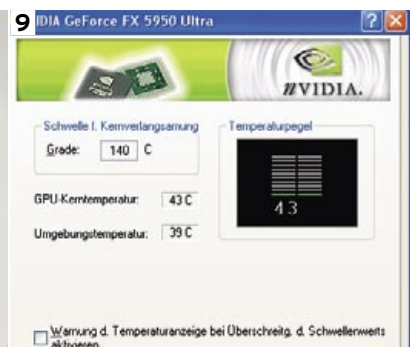 9
IDIA GeForce FX 5950 Ultra
NVIDIA.
Schwelle f. Kernverlangsamung
Grade: 140 C
GPU-Kerntemperatur: 43 C
Umgebungstemperatur: 39 C
Temperaturpegel
43
Warnung d. Temperaturanzeige bei Überschreitg. d. Schwellenwerts
aktivieren